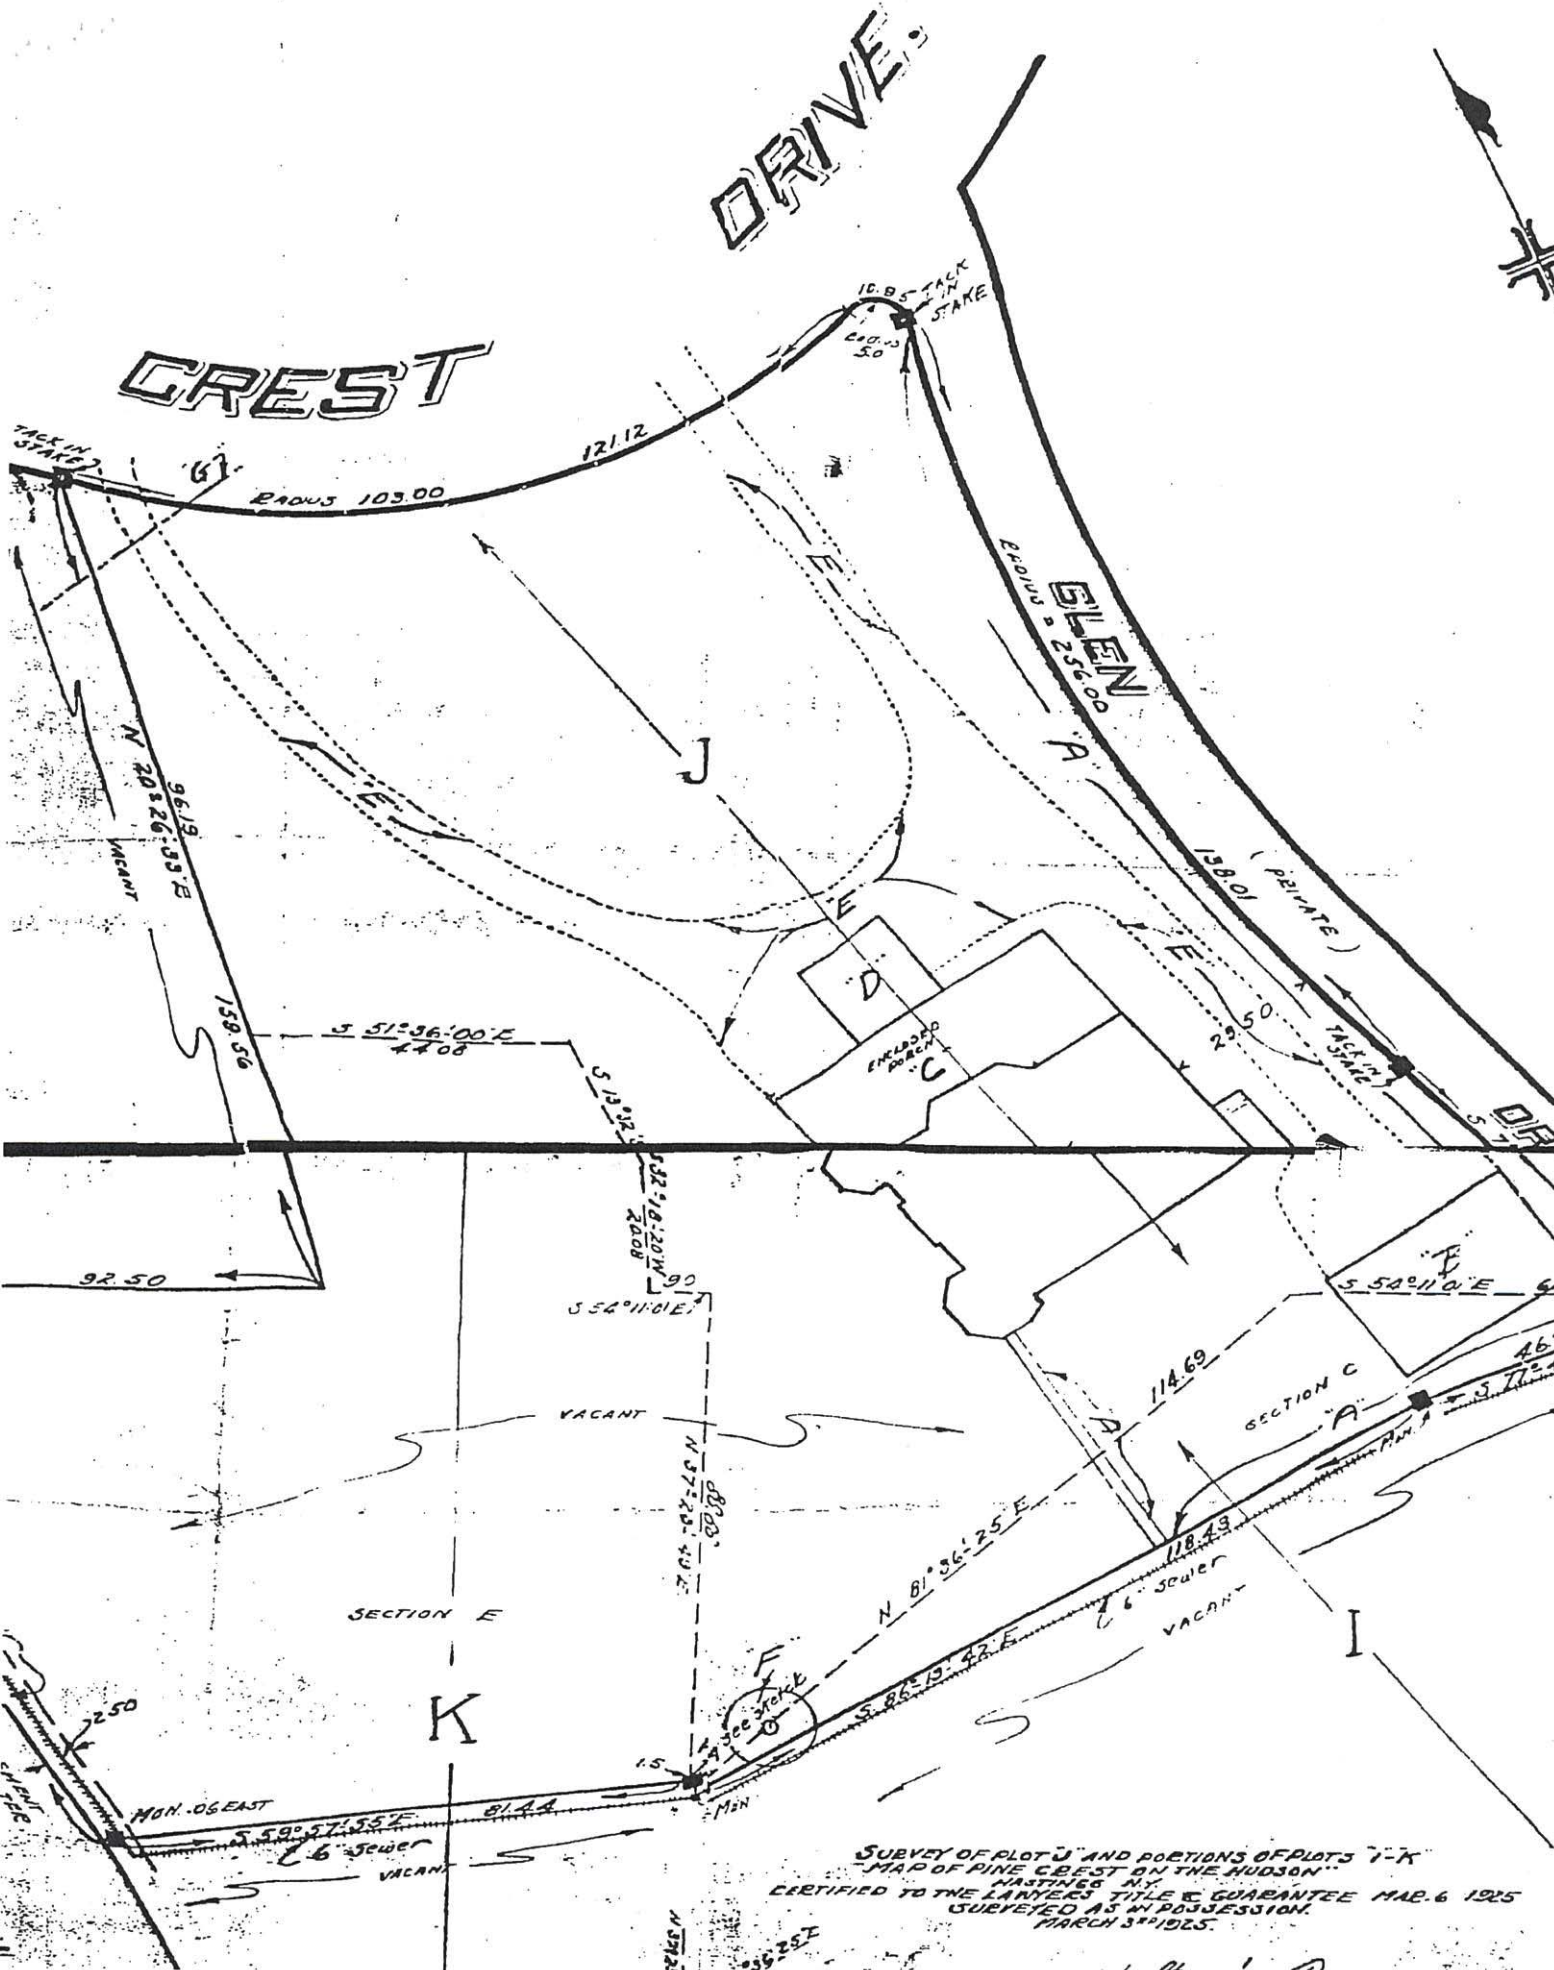 DRIVE.
CREST
TACK IN
STAKE
10.85
TACK
IN
STAKE
5.0
"G"
RADIUS 103.00
121.12
"E"
RADIUS = 256.00
GLEN
J
"A"
N 20°26'33"E
96.19
VACANT
"E"
138.01
(PRIVATE)
"E"
"D"
"E"
ENCLOSED
PORCH
"C"
29.50
TACK IN
STAKE
159.56
S 51°36'00"E
44.08
S 13°32'
DR
S 32°18'20"W
20.08
92.50
90
S 54°11'01"E
"E"
S 54°11'01"E
114.69
46.
S 77°
SECTION C
"A"
MON.
VACANT
A
N 37°20'40"E
80.00
N 81°36'25"E
118.43
6" sewer
VACANT
I
SECTION E
K
S 86°19'42"E
"F"
See sketch
1.5
MON
250
MON. .06 EAST
S 59°57'55"E
81.44
6" sewer
VACANT
SURVEY OF PLOT "J" AND PORTIONS OF PLOTS "I-K"
"MAP OF PINE CREST ON THE HUDSON"
HASTINGS N.Y.
CERTIFIED TO THE LAWYERS TITLE & GUARANTEE MAR. 6 1925
SURVEYED AS IN POSSESSION.
MARCH 3RD 1925.